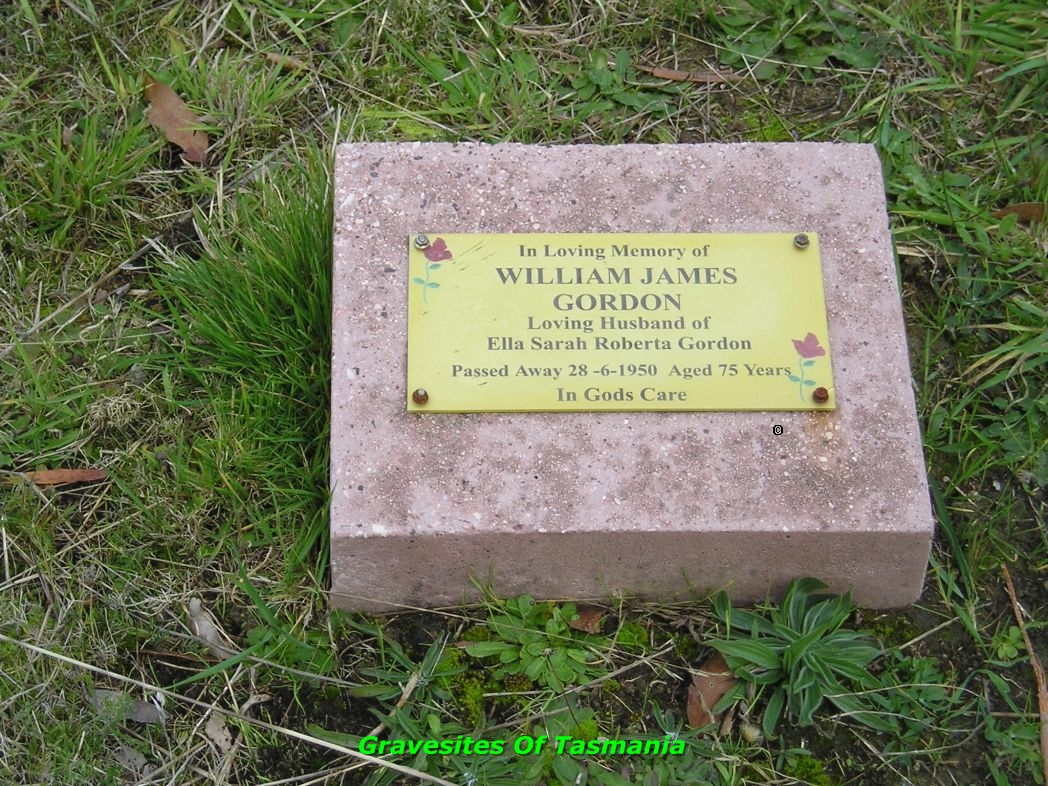 In Loving Memory of
WILLIAM JAMES
GORDON
Loving Husband of
Ella Sarah Roberta Gordon
Passed Away 28 -6-1950 Aged 75 Years
In Gods Care
©
Gravesites Of Tasmania